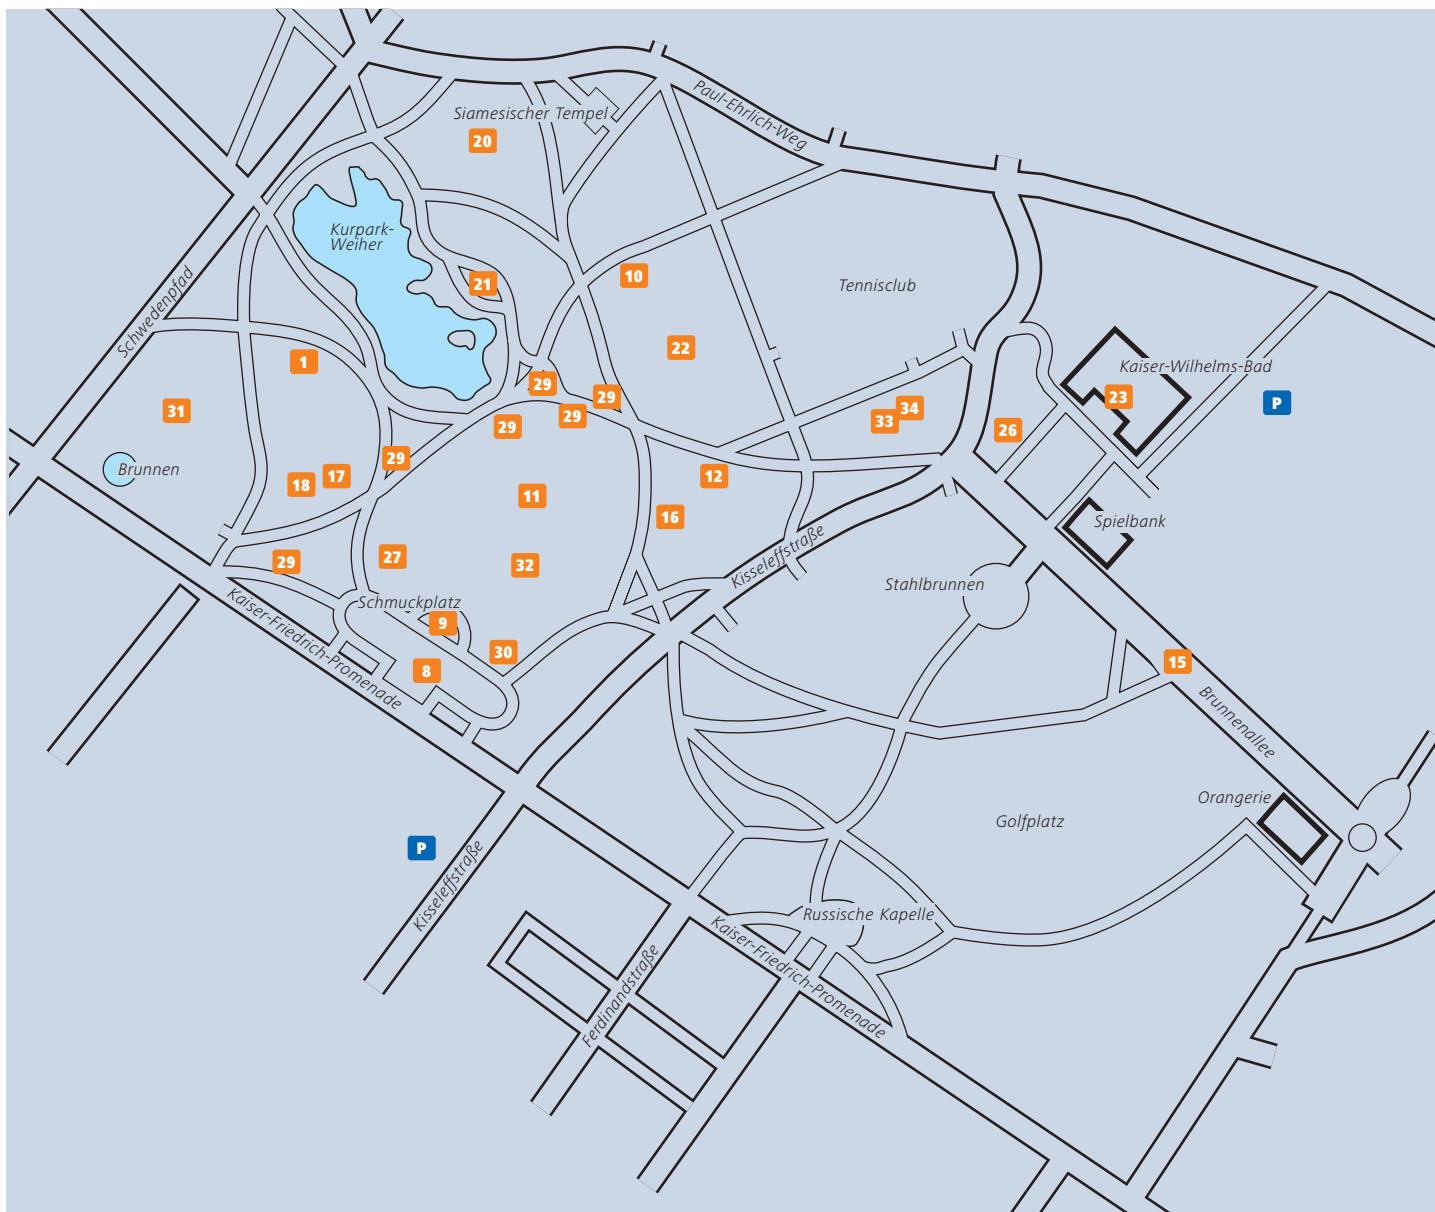 Siamesischer Tempel
20
Paul-Ehrlich-Weg
Kurpark-
Weiher
21
10
Tennisclub
Schwedenpfad
1
22
Kaiser-Wilhelms-Bad
23
P
29
29
29
29
31
34
33
26
29
Brunnen
18
17
12
11
16
Spielbank
27
29
32
Kisseleffstraße
Stahlbrunnen
Schmuckplatz
9
Kaiser-Friedrich-Promenade
30
8
15
Brunnenallee
Orangerie
Golfplatz
P
Kisseleffstraße
Russische Kapelle
Kaiser-Friedrich-Promenade
Ferdinandstraße